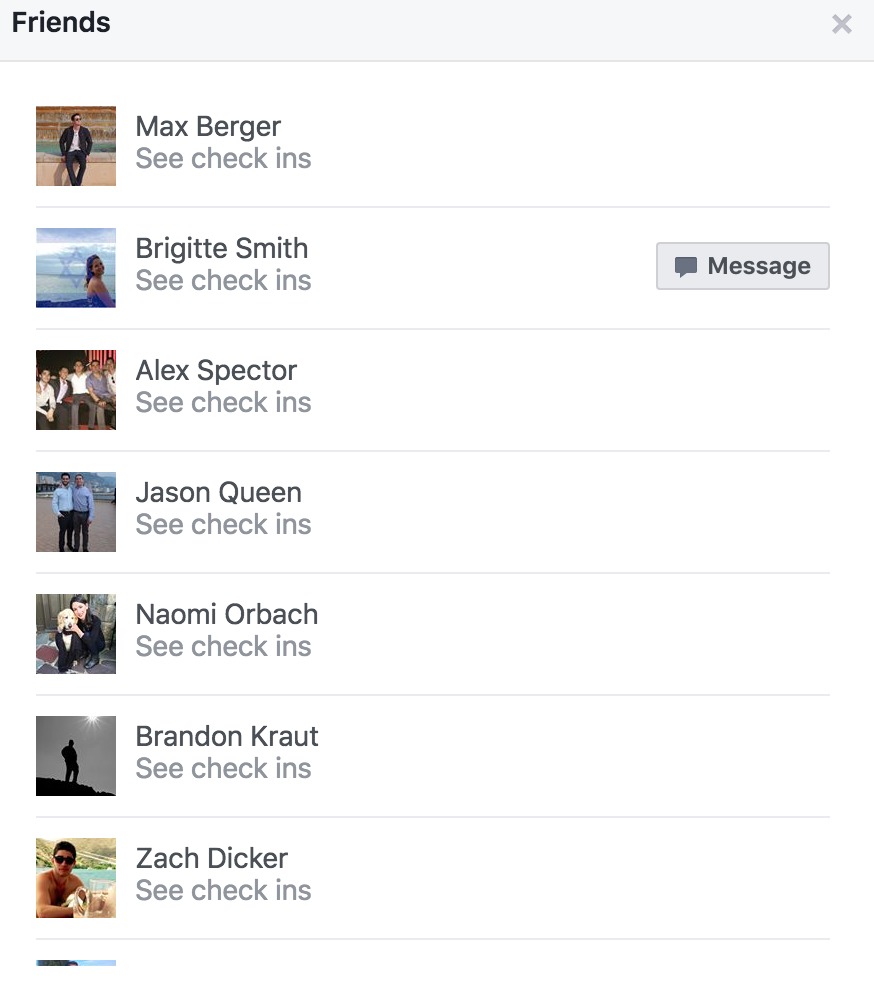 Friends
Max Berger
See check ins
Brigitte Smith
See check ins
Message
Alex Spector
See check ins
Jason Queen
See check ins
Naomi Orbach
See check ins
Brandon Kraut
See check ins
Zach Dicker
See check ins